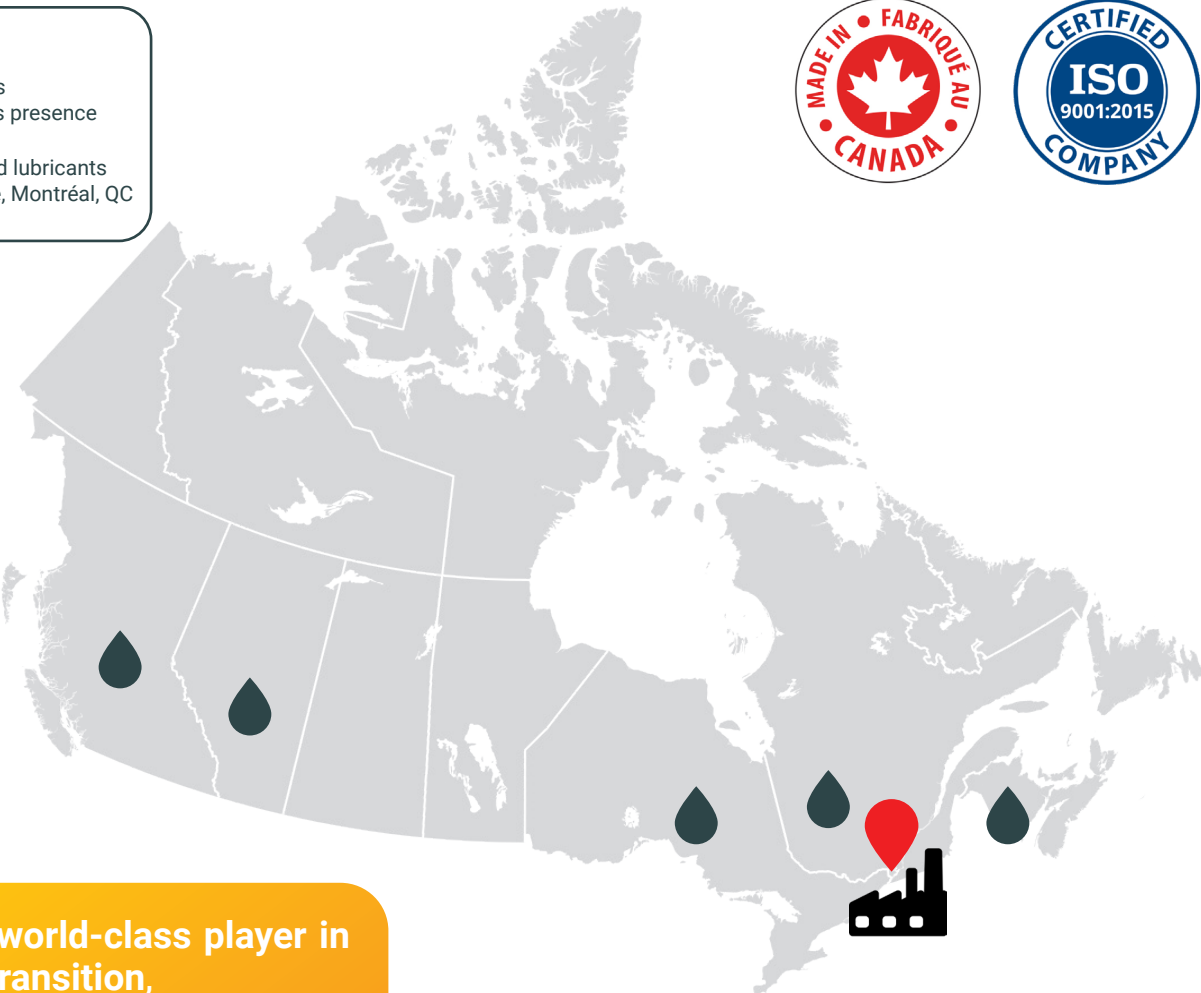 s presence
d lubricants
, Montréal, QC
MADE IN • FABRIQUÉ AU
• CANADA •
CERTIFIED
ISO
9001:2015
COMPANY
world-class player in
ransition,